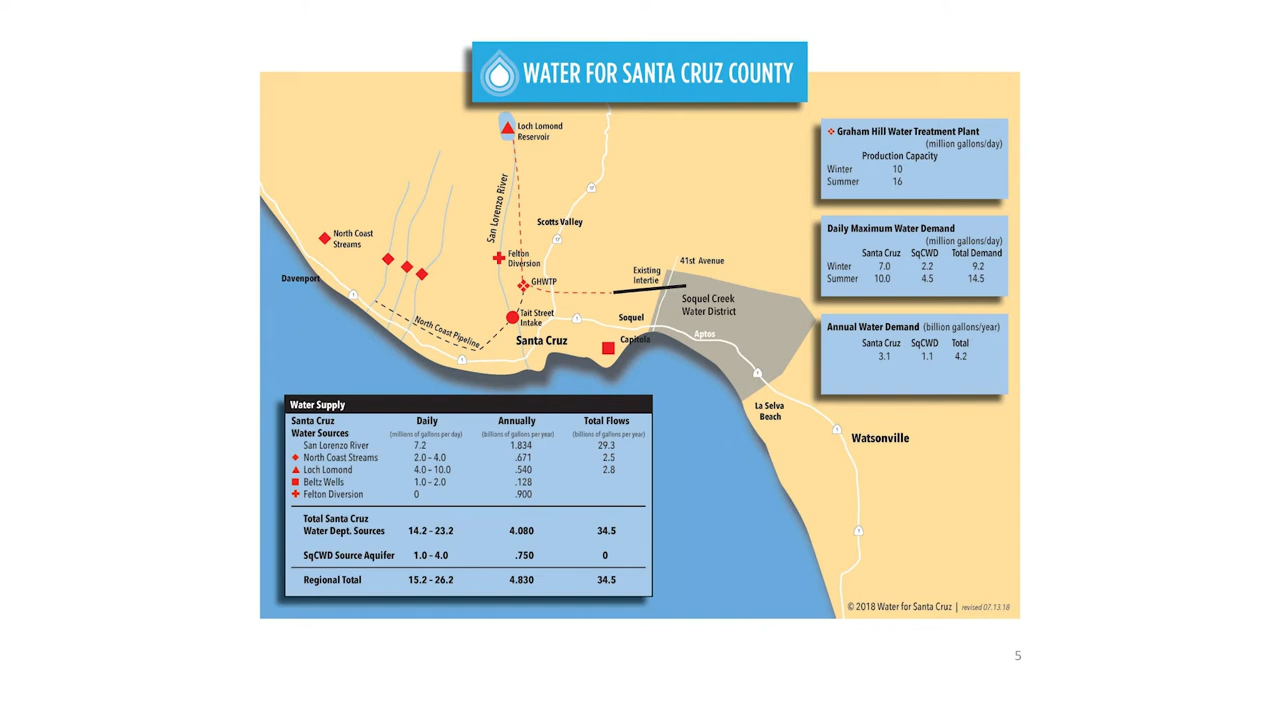 WATER FOR SANTA CRUZ COUNTY
Loch Lomond
Reservoir
San Lorenzo River
17
Scotts Valley
17
North Coast
Streams
Felton
Diversion
GHWTP
Davenport
1
North Coast Pipeline
Tait Street
Intake
1
Santa Cruz
1
Existing
Intertie
41st Avenue
Soquel Creek
Water District
Soquel
Capitola
Aptos
1
La Selva
Beach
1
Watsonville
1
Graham Hill Water Treatment Plant
(million gallons/day)
Production Capacity
Winter 10
Summer 16
Daily Maximum Water Demand
(million gallons/day)
Santa Cruz SqCWD Total Demand
Winter 7.0 2.2 9.2
Summer 10.0 4.5 14.5
Annual Water Demand (billion gallons/year)
Santa Cruz SqCWD Total
3.1 1.1 4.2
Water Supply
Santa Cruz Daily Annually Total Flows
Water Sources (millions of gallons per day) (billions of gallons per year) (billions of gallons per year)
San Lorenzo River 7.2 1.834 29.3
North Coast Streams 2.0 – 4.0 .671 2.5
Loch Lomond 4.0 – 10.0 .540 2.8
Beltz Wells 1.0 – 2.0 .128
Felton Diversion 0 .900
Total Santa Cruz
Water Dept. Sources 14.2 – 23.2 4.080 34.5
SqCWD Source Aquifer 1.0 – 4.0 .750 0
Regional Total 15.2 – 26.2 4.830 34.5
© 2018 Water for Santa Cruz | revised 07.13.18
5